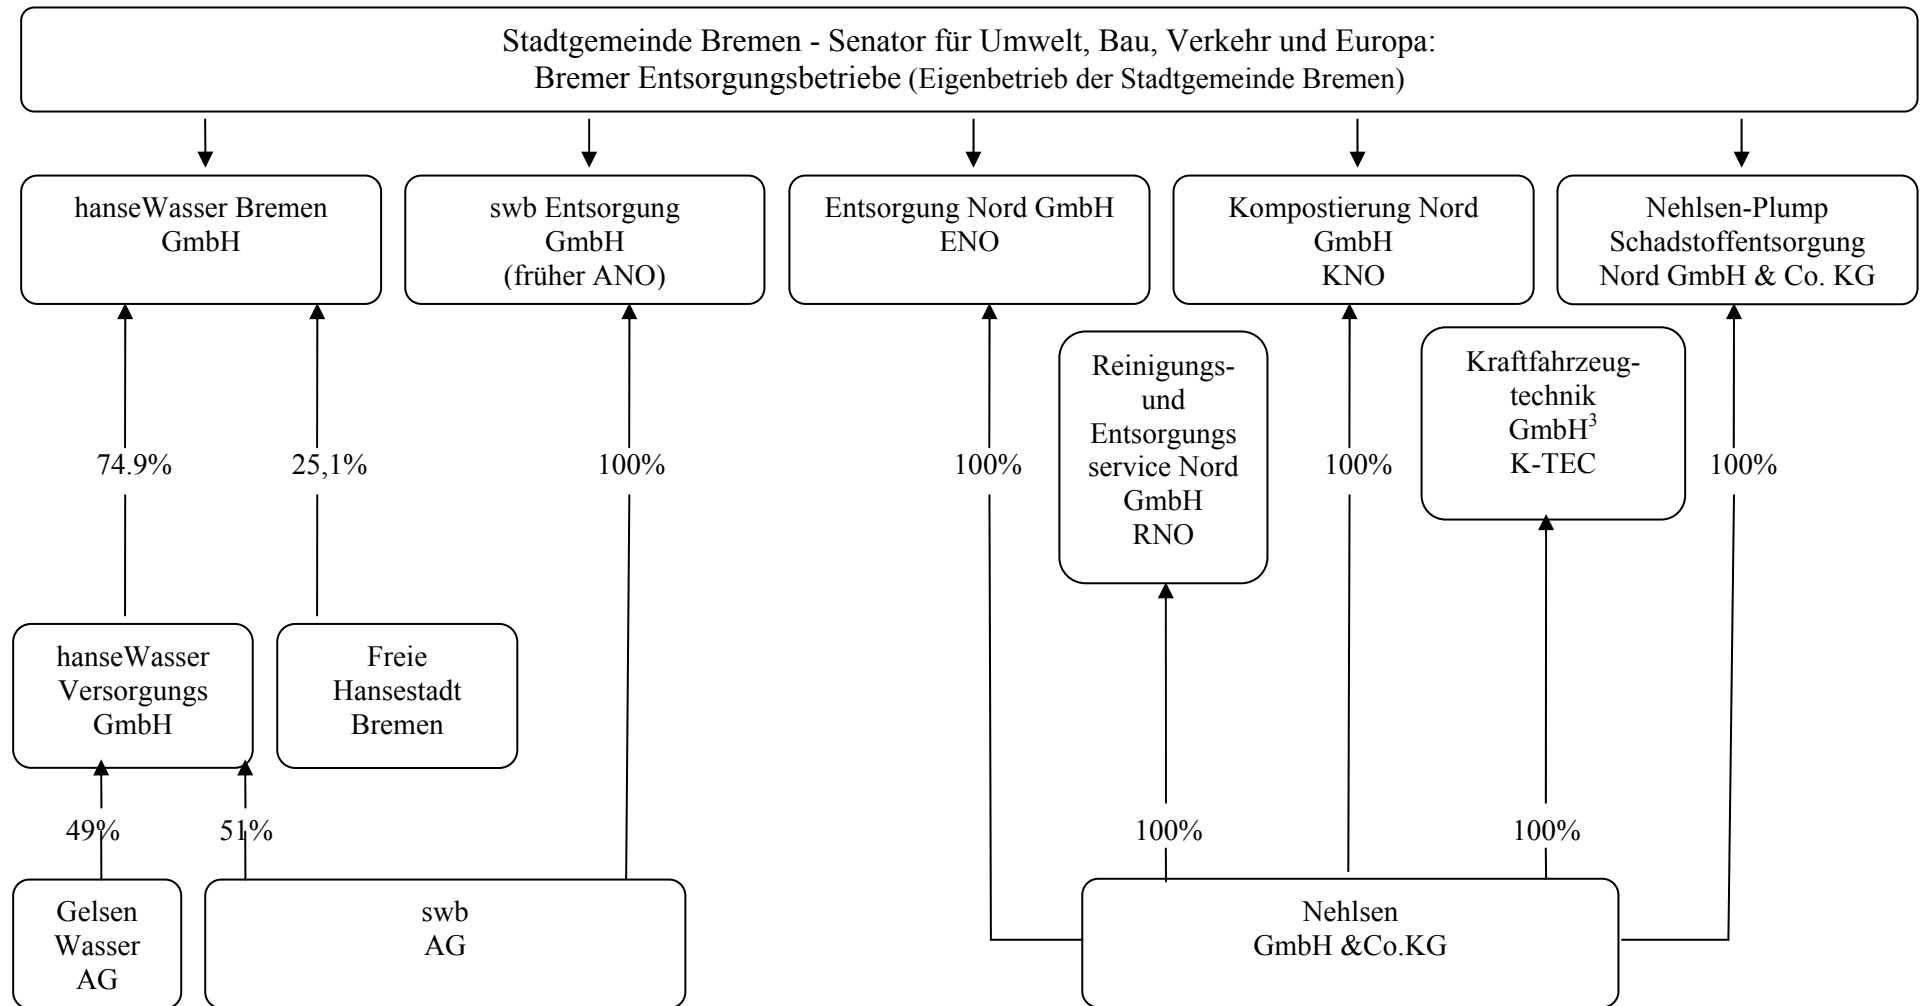 Stadtgemeinde Bremen - Senator für Umwelt, Bau, Verkehr und Europa:
Bremer Entsorgungsbetriebe (Eigenbetrieb der Stadtgemeinde Bremen)
hanseWasser Bremen
GmbH
swb Entsorgung
GmbH
(früher ANO)
Entsorgung Nord GmbH
ENO
Kompostierung Nord
GmbH
KNO
Nehlsen-Plump
Schadstoffentsorgung
Nord GmbH & Co. KG
Reinigungs-
und
Entsorgungs
service Nord
GmbH
RNO
Kraftfahrzeug-
technik
GmbH³
K-TEC
74.9%
25,1%
100%
100%
100%
100%
hanseWasser
Versorgungs
GmbH
Freie
Hansestadt
Bremen
49%
51%
100%
100%
Gelsen
Wasser
AG
swb
AG
Nehlsen
GmbH &Co.KG